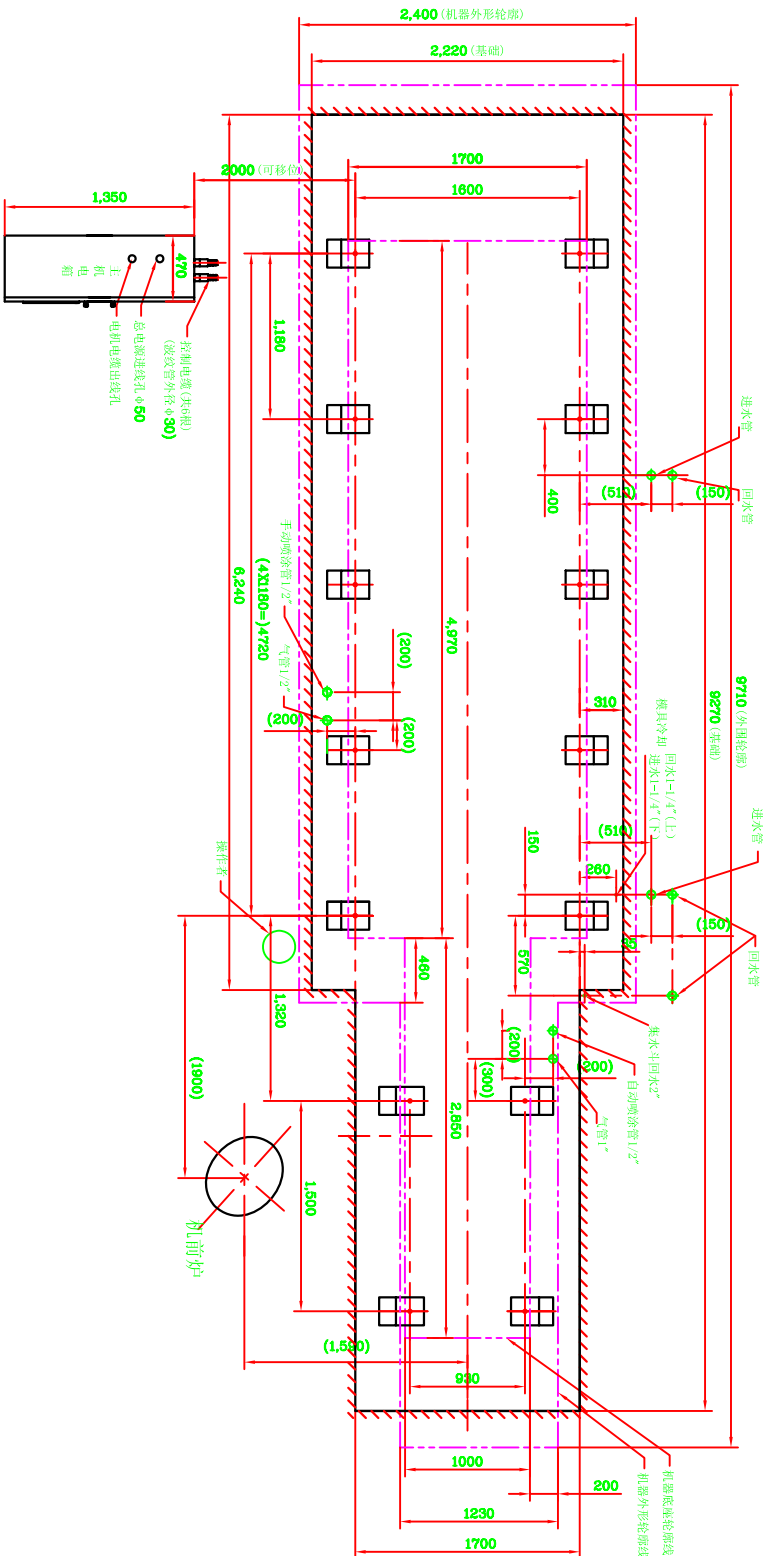 2,400(机器外形轮廓)
2,220(基础)
1700
1600
2000(可移位)
1,350
470
主机电箱
控制电缆(共6根)
(波纹管外径ф30)
总电源进线孔ф50
电机电缆出线孔
1,180
6,240
(4X1180=)4720
手动喷涂管1/2"
气管1/2"
(200)
(200)
(200)
4,970
400
进水管
回水管
(510)
(150)
310
9710(外围轮廓)
9270(基础)
模具冷却
回水1-1/4"(上)
进水1-1/4"(下)
(510)
260
150
进水管
回水管
(150)
570
460
操作者
1,320
(1900)
集水斗回水2"
自动喷涂管1/2"
气管1"
(200)
(300)
200)
2,850
1,500
机前炉
930
1000
200
1230
1700
机器底座轮廓线
机器外形轮廓线